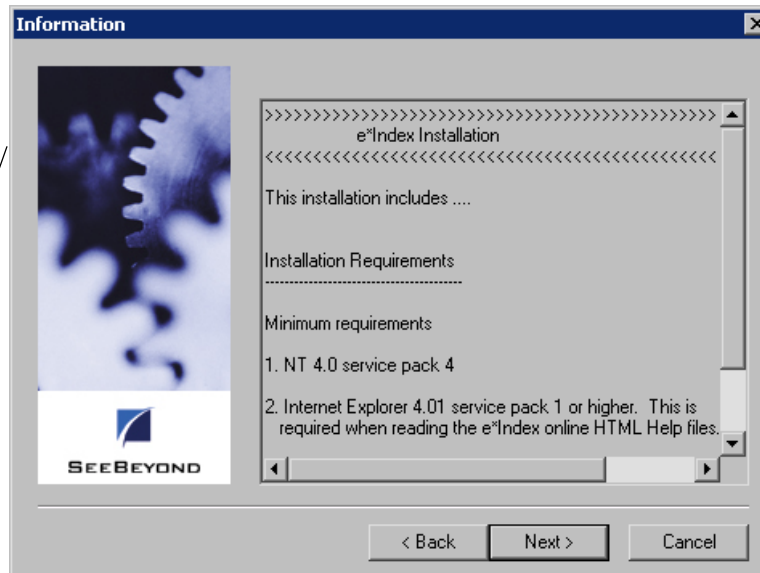 Information
>>>>>>>>>>>>>>>>>>>>>>>>>>>>>>>>>>>>>
e*Index Installation
<<<<<<<<<<<<<<<<<<<<<<<<<<<<<<<<<<<<<
This installation includes ....
Installation Requirements
----------------------------------------
Minimum requirements
1. NT 4.0 service pack 4
2. Internet Explorer 4.01 service pack 1 or higher.  This is
required when reading the e*Index online HTML Help files.
SEEBEYOND
< Back
Next >
Cancel